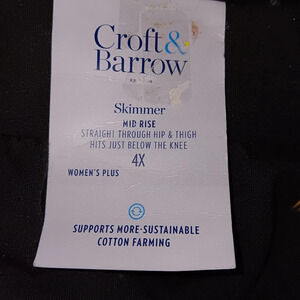 Croft&
Barrow
Skimmer
MID RISE
STRAIGHT THROUGH HIP & THIGH
HITS JUST BELOW THE KNEE
4X
WOMEN'S PLUS
SUPPORTS MORE-SUSTAINABLE
COTTON FARMING